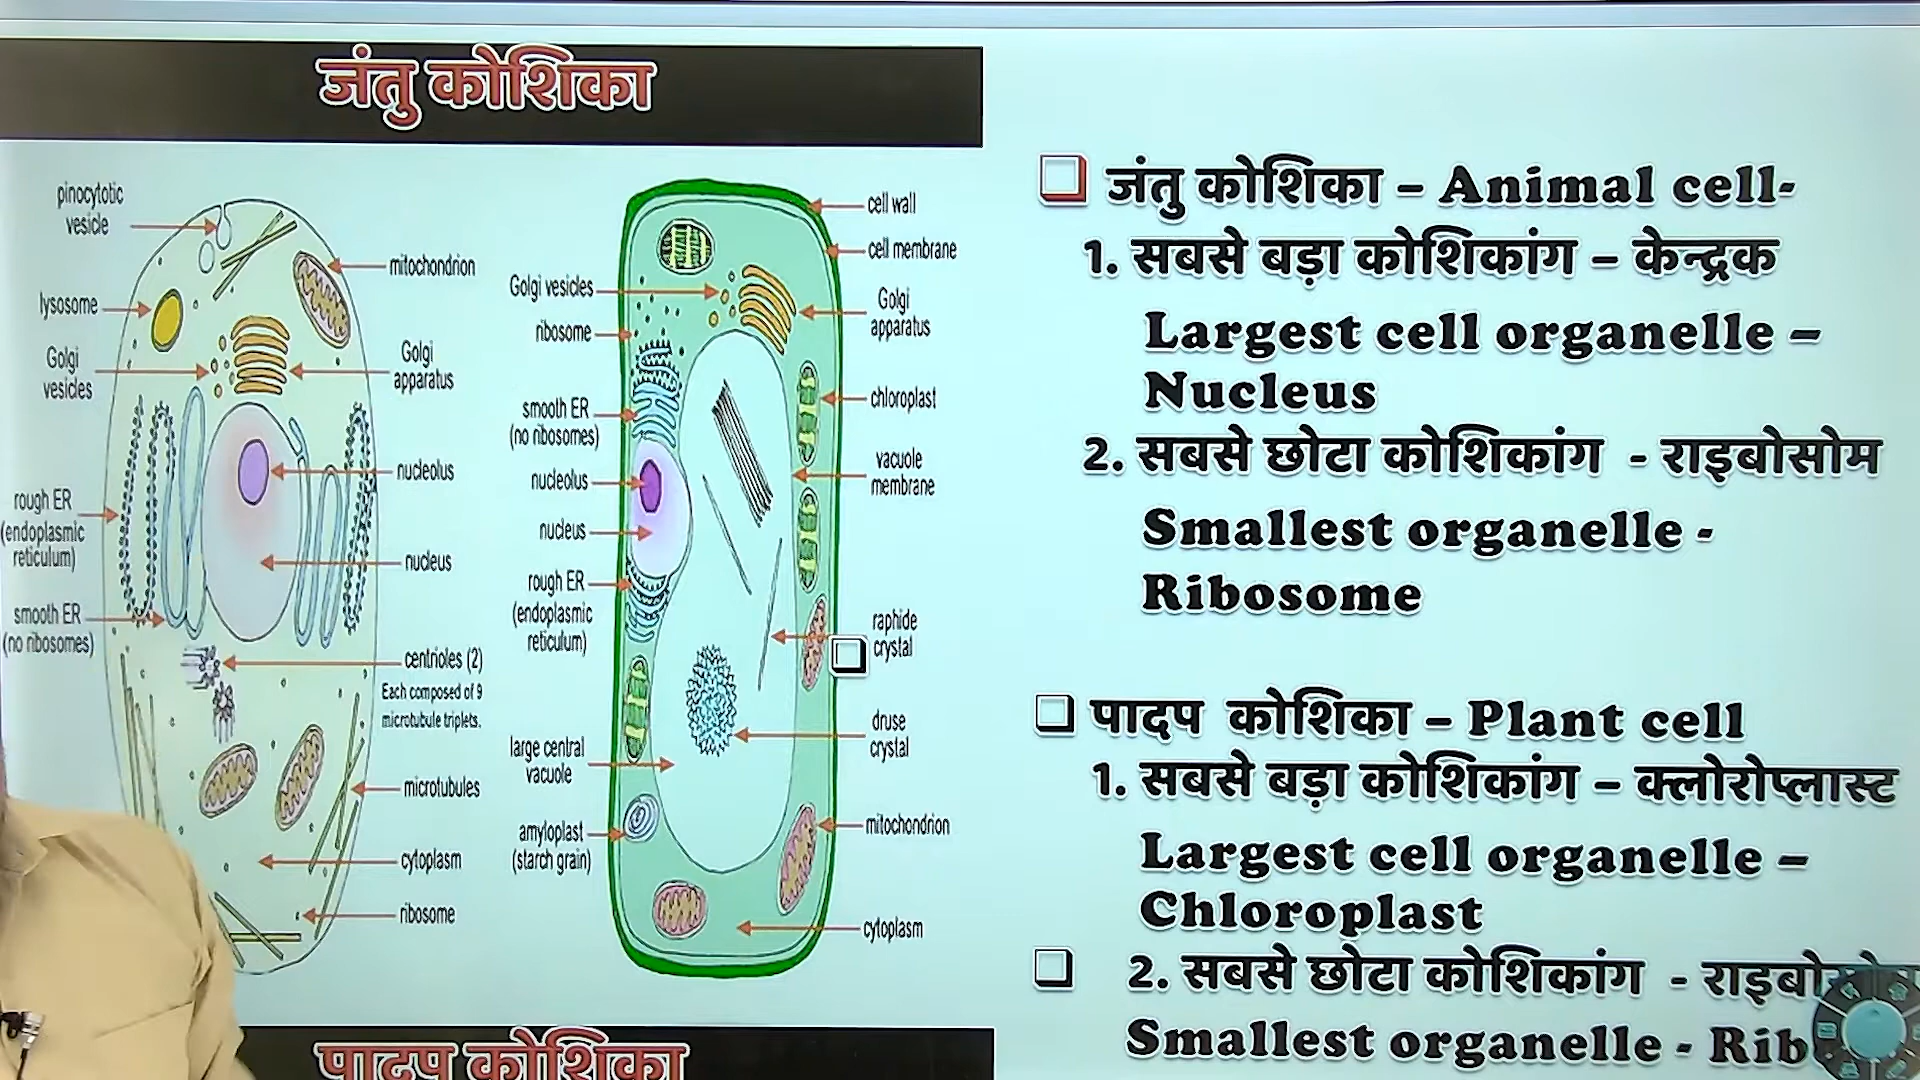 जंतु कोशिका
pinocytotic
vesicle
lysosome
Golgi
vesicles
rough ER
(endoplasmic
reticulum)
smooth ER
(no ribosomes)
mitochondrion
Golgi
apparatus
nucleolus
nucleus
centrioles (2)
Each composed of 9
microtubule triplets.
microtubules
cytoplasm
ribosome
Golgi vesicles
ribosome
smooth ER
(no ribosomes)
nucleolus
nucleus
rough ER
(endoplasmic
reticulum)
large central
vacuole
amyloplast
(starch grain)
cell wall
cell membrane
Golgi
apparatus
chloroplast
vacuole
membrane
raphide
crystal
druse
crystal
mitochondrion
cytoplasm
पादप कोशिका
जंतु कोशिका – Animal cell-
1. सबसे बड़ा कोशिकांग – केन्द्रक
Largest cell organelle –
Nucleus
2. सबसे छोटा कोशिकांग - राइबोसोम
Smallest organelle -
Ribosome
पादप कोशिका – Plant cell
1. सबसे बड़ा कोशिकांग – क्लोरोप्लास्ट
Largest cell organelle –
Chloroplast
2. सबसे छोटा कोशिकांग -
Smallest organelle -